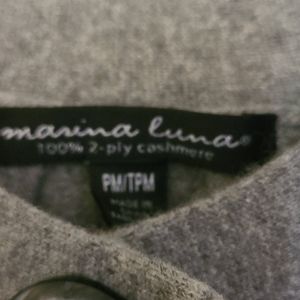 marina luna®
100% 2-ply cashmere
PM/TPM
MADE IN